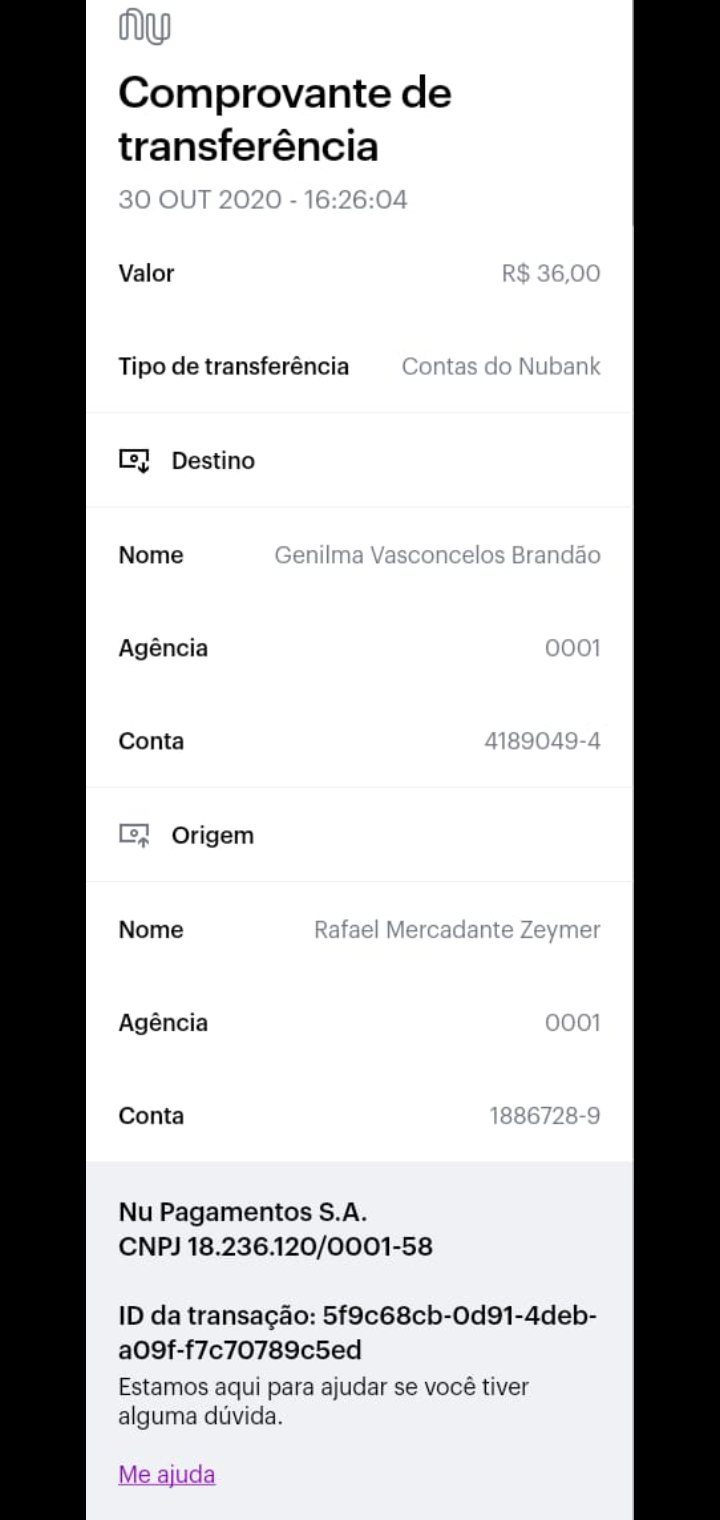 nu
Comprovante de
transferência
30 OUT 2020 - 16:26:04
Valor R$ 36,00
Tipo de transferência Contas do Nubank
Destino
Nome Genilma Vasconcelos Brandão
Agência 0001
Conta 4189049-4
Origem
Nome Rafael Mercadante Zeymer
Agência 0001
Conta 1886728-9
Nu Pagamentos S.A.
CNPJ 18.236.120/0001-58
ID da transação: 5f9c68cb-0d91-4deb-
a09f-f7c70789c5ed
Estamos aqui para ajudar se você tiver
alguma dúvida.
Me ajuda